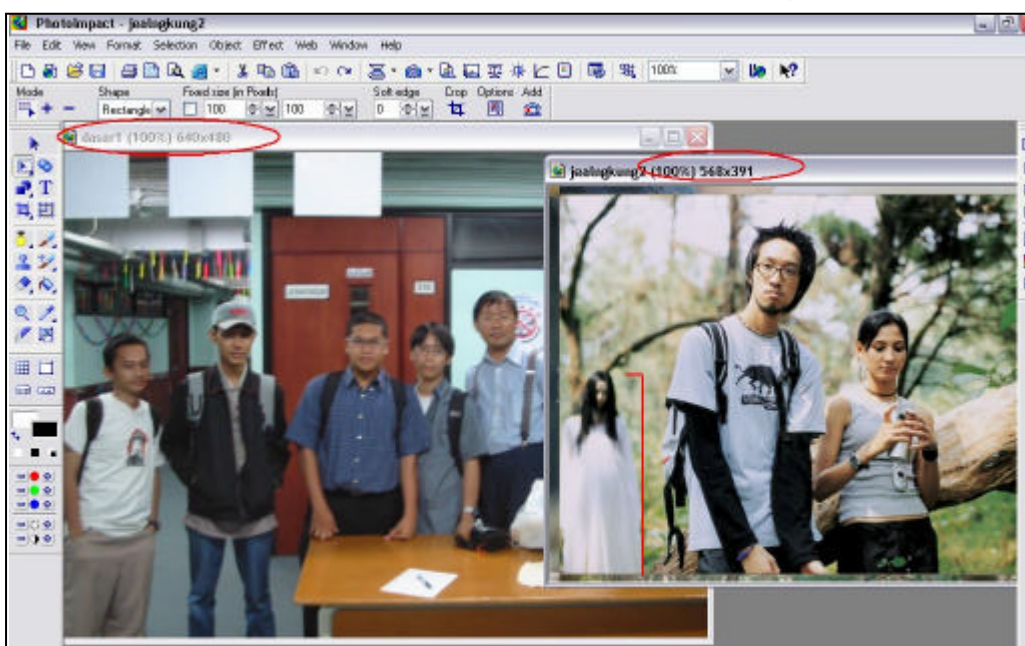 PhotoImpact - jealngkung2
File Edit View Format Selection Object Effect Web Window Help
100%
Mode Shape Fixed size (in Pixels) Soft edge Crop Options Add
Rectangle 100 100 0
dasar1 (100%) 640x480
jealngkung2 (100%) 568x391
T